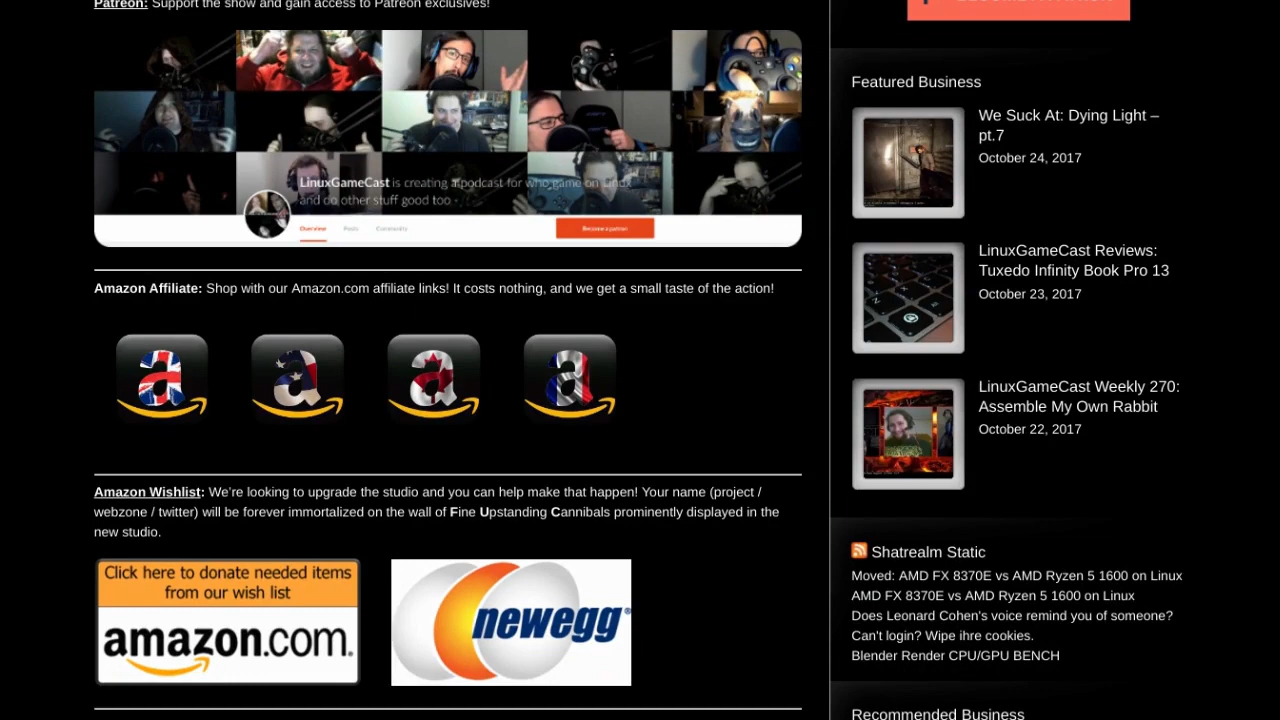 Patreon: Support the show and gain access to Patreon exclusives!
LinuxGameCast is creating a podcast for who game on Linux
and do other stuff good too
Overview Posts Community Become a patron
Amazon Affiliate: Shop with our Amazon.com affiliate links! It costs nothing, and we get a small taste of the action!
a a a a
Amazon Wishlist: We're looking to upgrade the studio and you can help make that happen! Your name (project /
webzone / twitter) will be forever immortalized on the wall of Fine Upstanding Cannibals prominently displayed in the
new studio.
Click here to donate needed items
from our wish list
amazon.com.
newegg®
Featured Business
We Suck At: Dying Light –
pt.7
October 24, 2017
LinuxGameCast Reviews:
Tuxedo Infinity Book Pro 13
October 23, 2017
LinuxGameCast Weekly 270:
Assemble My Own Rabbit
October 22, 2017
Shatrealm Static
Moved: AMD FX 8370E vs AMD Ryzen 5 1600 on Linux
AMD FX 8370E vs AMD Ryzen 5 1600 on Linux
Does Leonard Cohen's voice remind you of someone?
Can't login? Wipe ihre cookies.
Blender Render CPU/GPU BENCH
Recommended Business